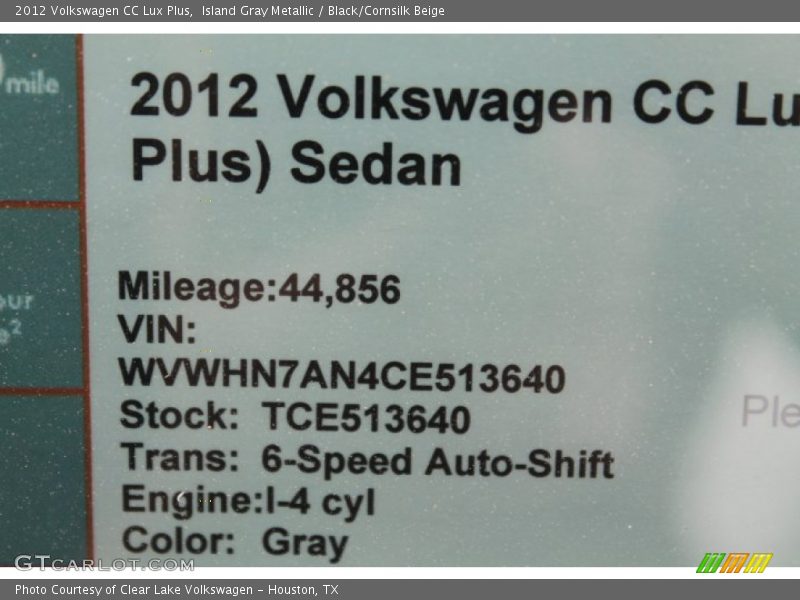 2012 Volkswagen CC Lux Plus, Island Gray Metallic / Black/Cornsilk Beige
mile
2012 Volkswagen CC Lu
Plus) Sedan
Mileage:44,856
our
VIN:
WVWHN7AN4CE513640
Stock: TCE513640
Ple
Trans: 6-Speed Auto-Shift
Engine:I-4 cyl
Color: Gray
GTCARLOT.COM
Photo Courtesy of Clear Lake Volkswagen - Houston, TX